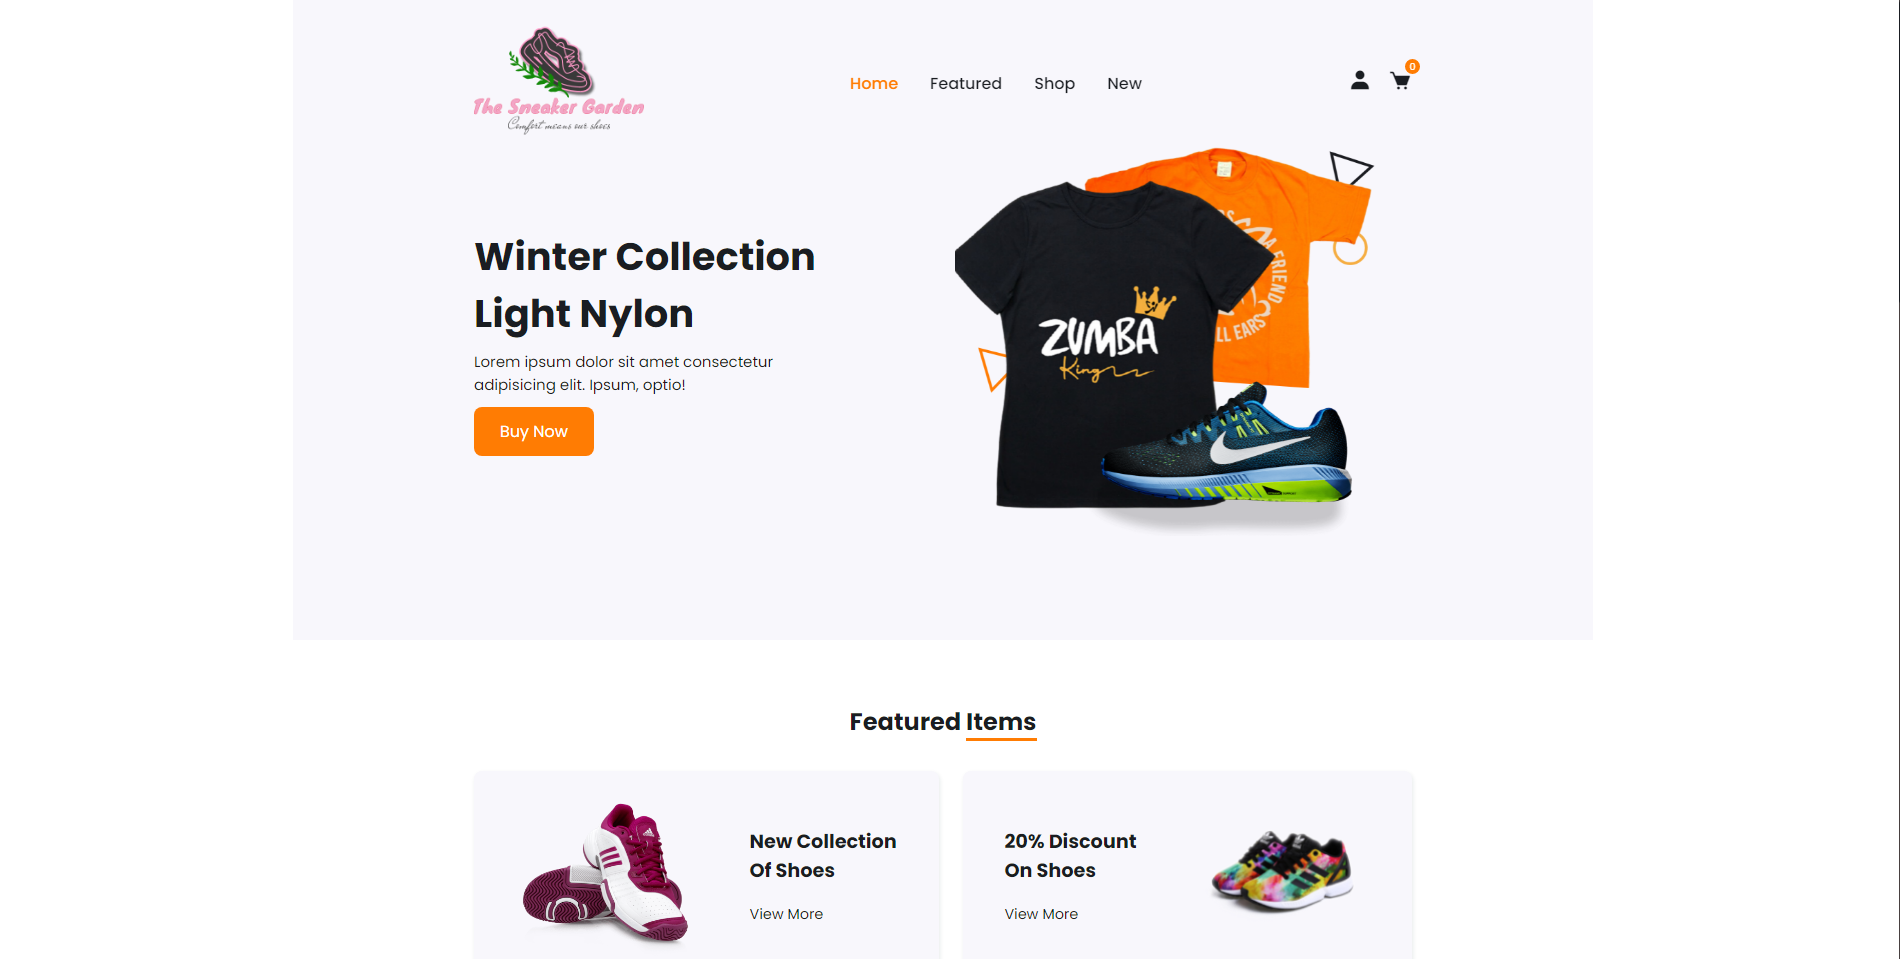 The Sneaker Garden
Comfort means our shoes
Home
Featured
Shop
New
0
Winter Collection
Light Nylon
Lorem ipsum dolor sit amet consectetur
adipisicing elit. Ipsum, optio!
Buy Now
ZUMBA
King
A FRIEND
LL EARS
Featured Items
New Collection
Of Shoes
View More
20% Discount
On Shoes
View More